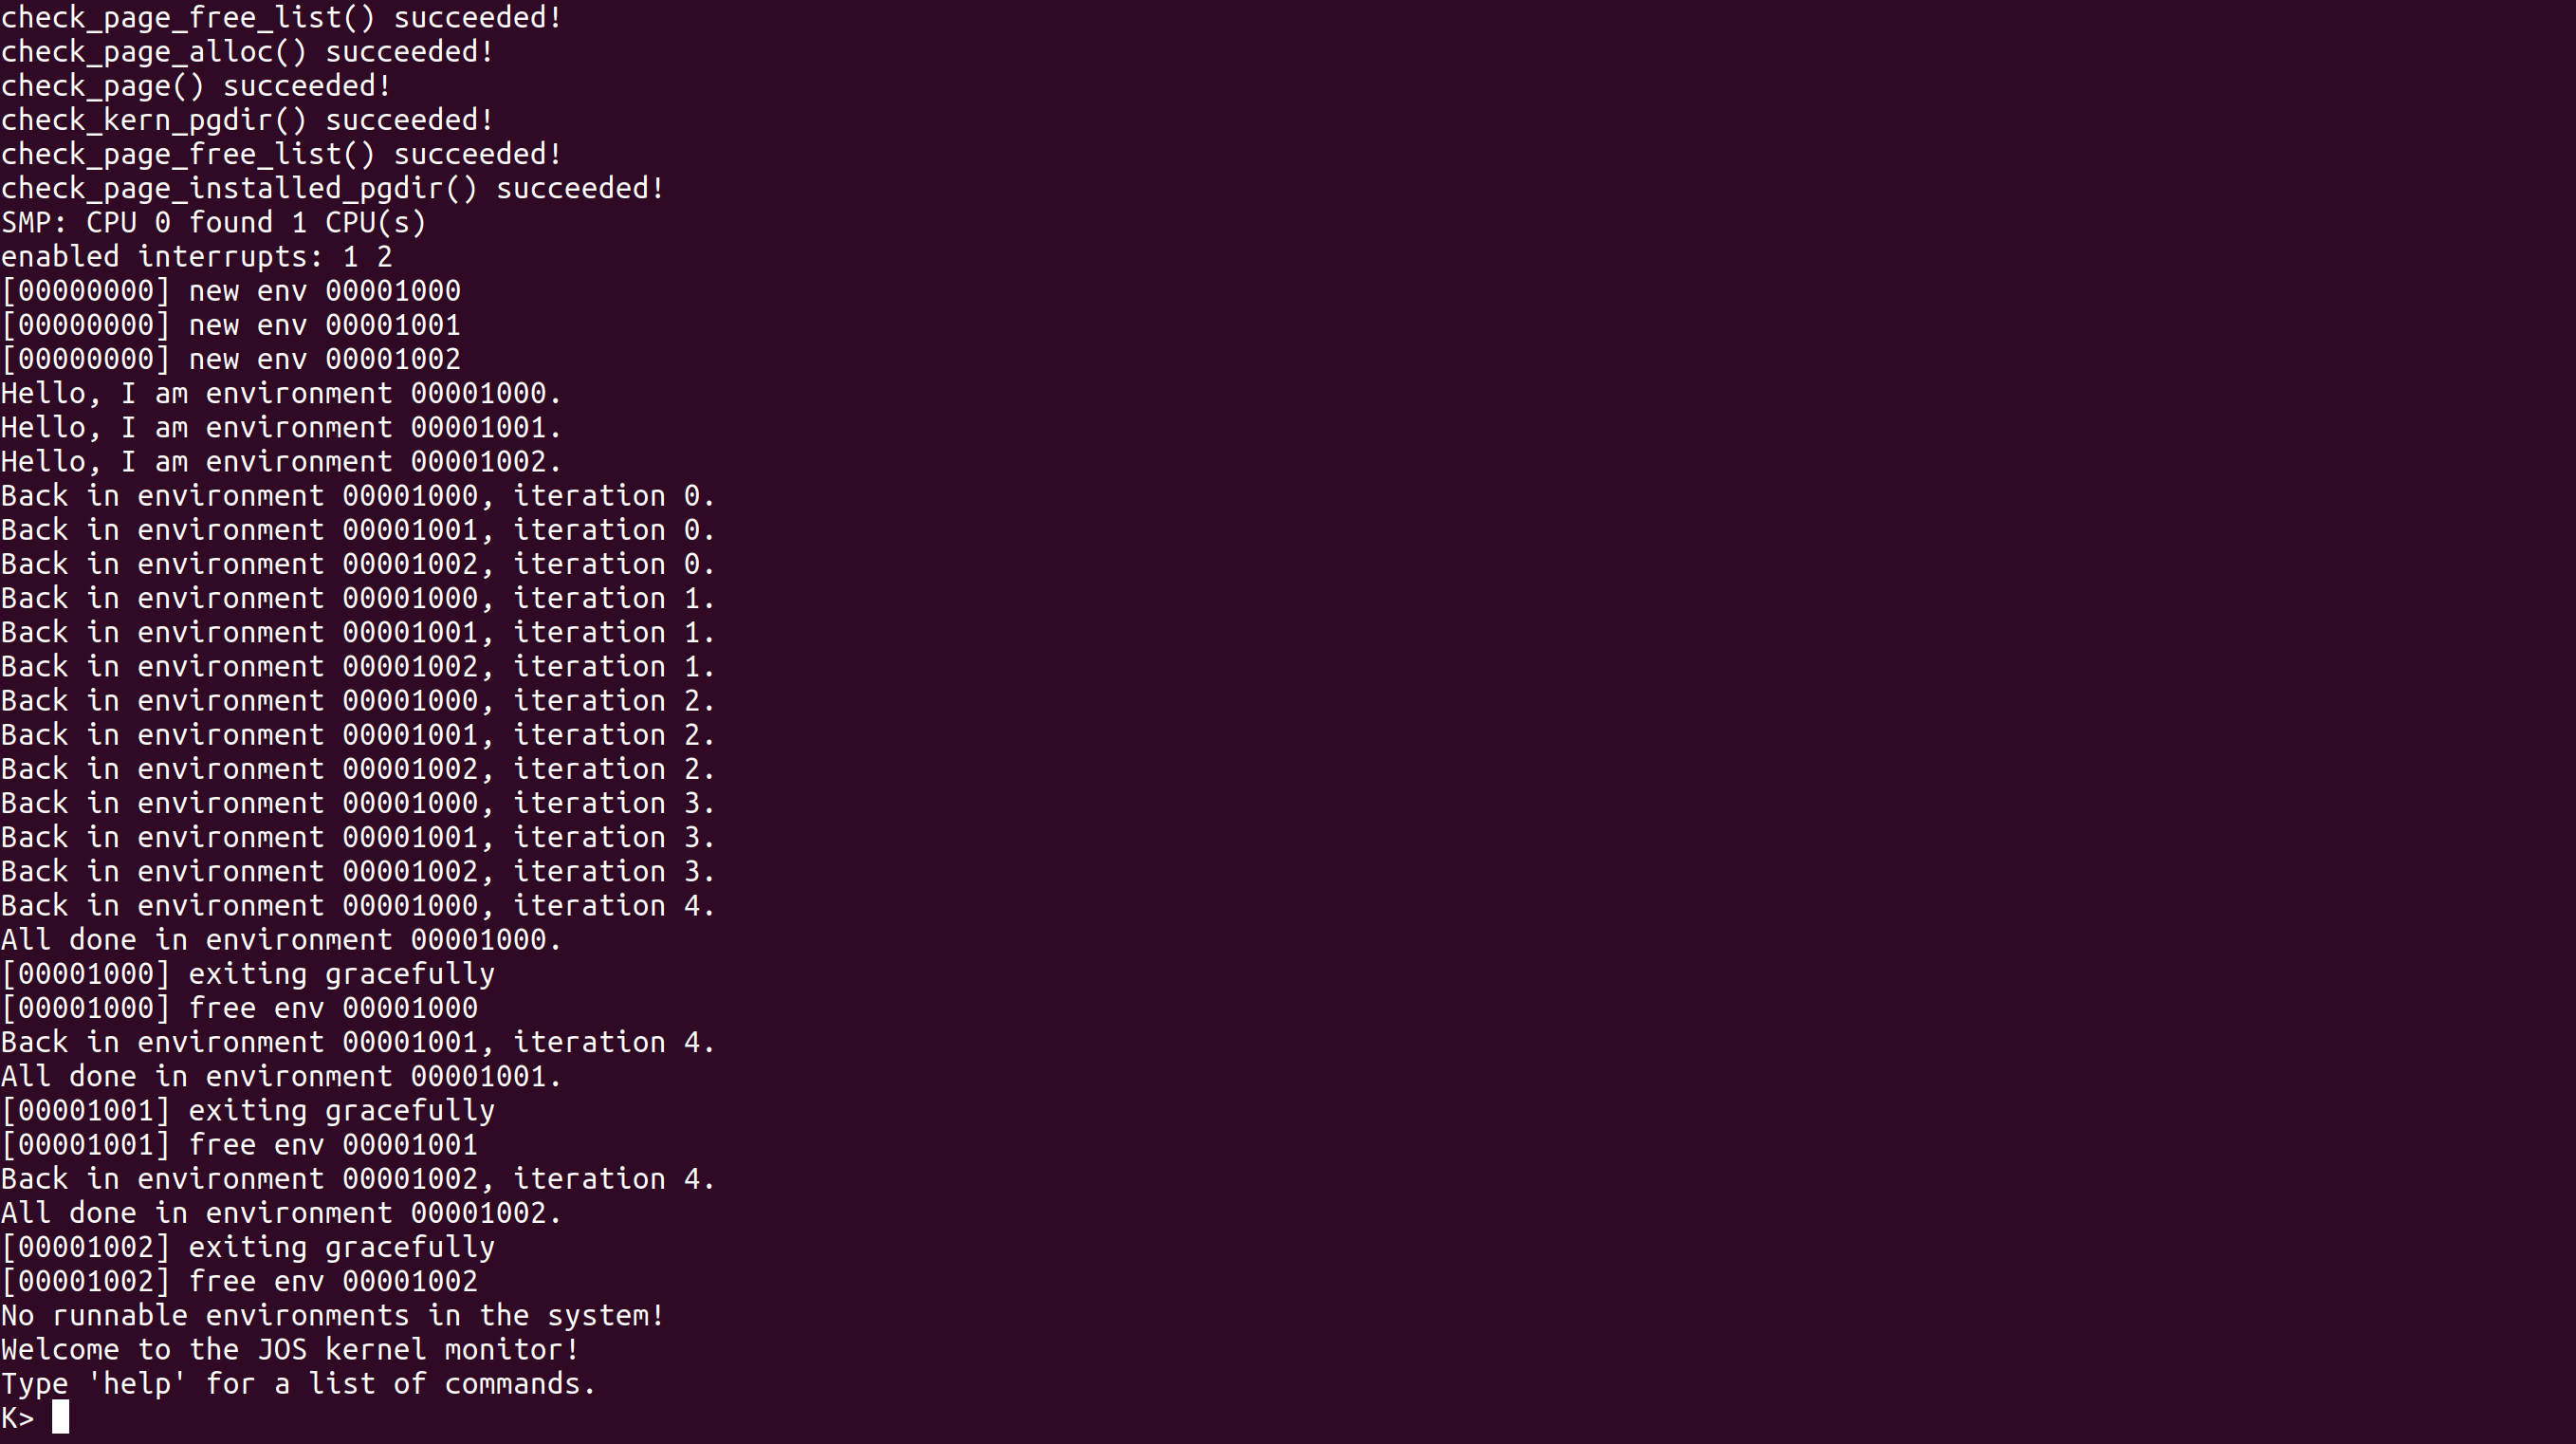 check_page_free_list() succeeded!
check_page_alloc() succeeded!
check_page() succeeded!
check_kern_pgdir() succeeded!
check_page_free_list() succeeded!
check_page_installed_pgdir() succeeded!
SMP: CPU 0 found 1 CPU(s)
enabled interrupts: 1 2
[00000000] new env 00001000
[00000000] new env 00001001
[00000000] new env 00001002
Hello, I am environment 00001000.
Hello, I am environment 00001001.
Hello, I am environment 00001002.
Back in environment 00001000, iteration 0.
Back in environment 00001001, iteration 0.
Back in environment 00001002, iteration 0.
Back in environment 00001000, iteration 1.
Back in environment 00001001, iteration 1.
Back in environment 00001002, iteration 1.
Back in environment 00001000, iteration 2.
Back in environment 00001001, iteration 2.
Back in environment 00001002, iteration 2.
Back in environment 00001000, iteration 3.
Back in environment 00001001, iteration 3.
Back in environment 00001002, iteration 3.
Back in environment 00001000, iteration 4.
All done in environment 00001000.
[00001000] exiting gracefully
[00001000] free env 00001000
Back in environment 00001001, iteration 4.
All done in environment 00001001.
[00001001] exiting gracefully
[00001001] free env 00001001
Back in environment 00001002, iteration 4.
All done in environment 00001002.
[00001002] exiting gracefully
[00001002] free env 00001002
No runnable environments in the system!
Welcome to the JOS kernel monitor!
Type 'help' for a list of commands.
K>